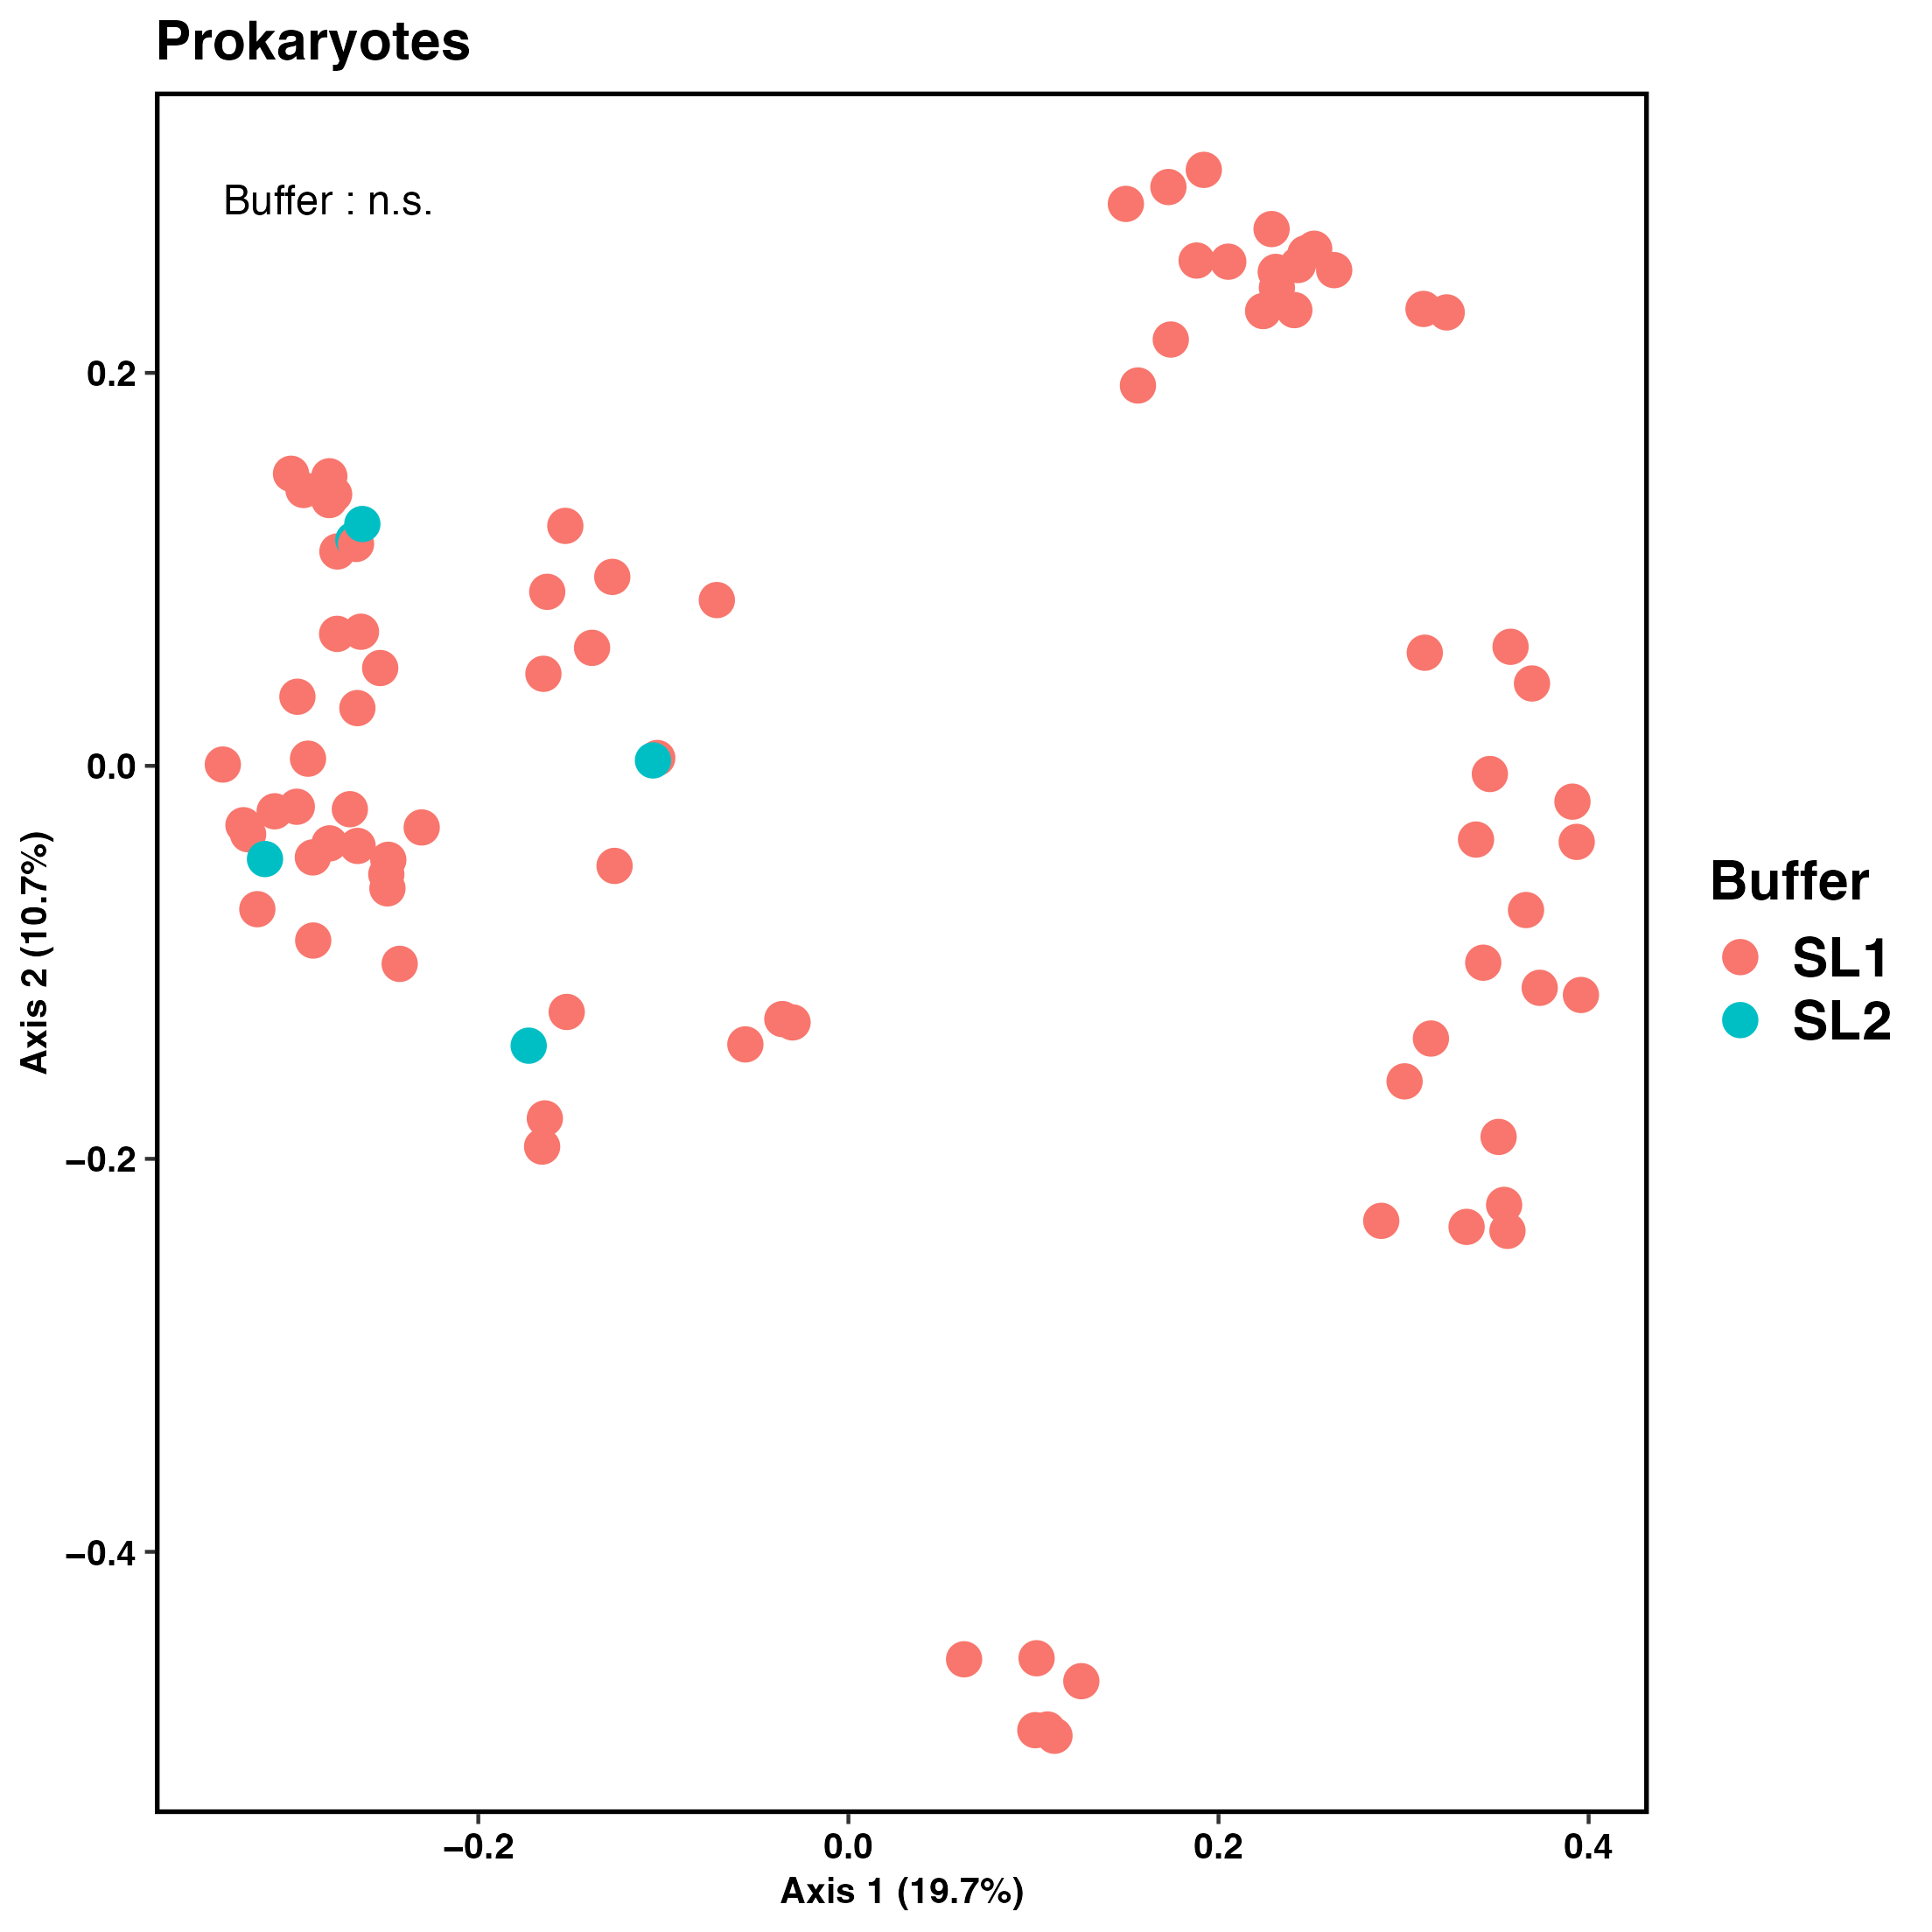 Prokaryotes
Buffer : n.s.
0.2
0.0
−0.2
−0.4
Axis 2 (10.7%)
−0.2
0.0
0.2
0.4
Axis 1 (19.7%)
Buffer
SL1
SL2